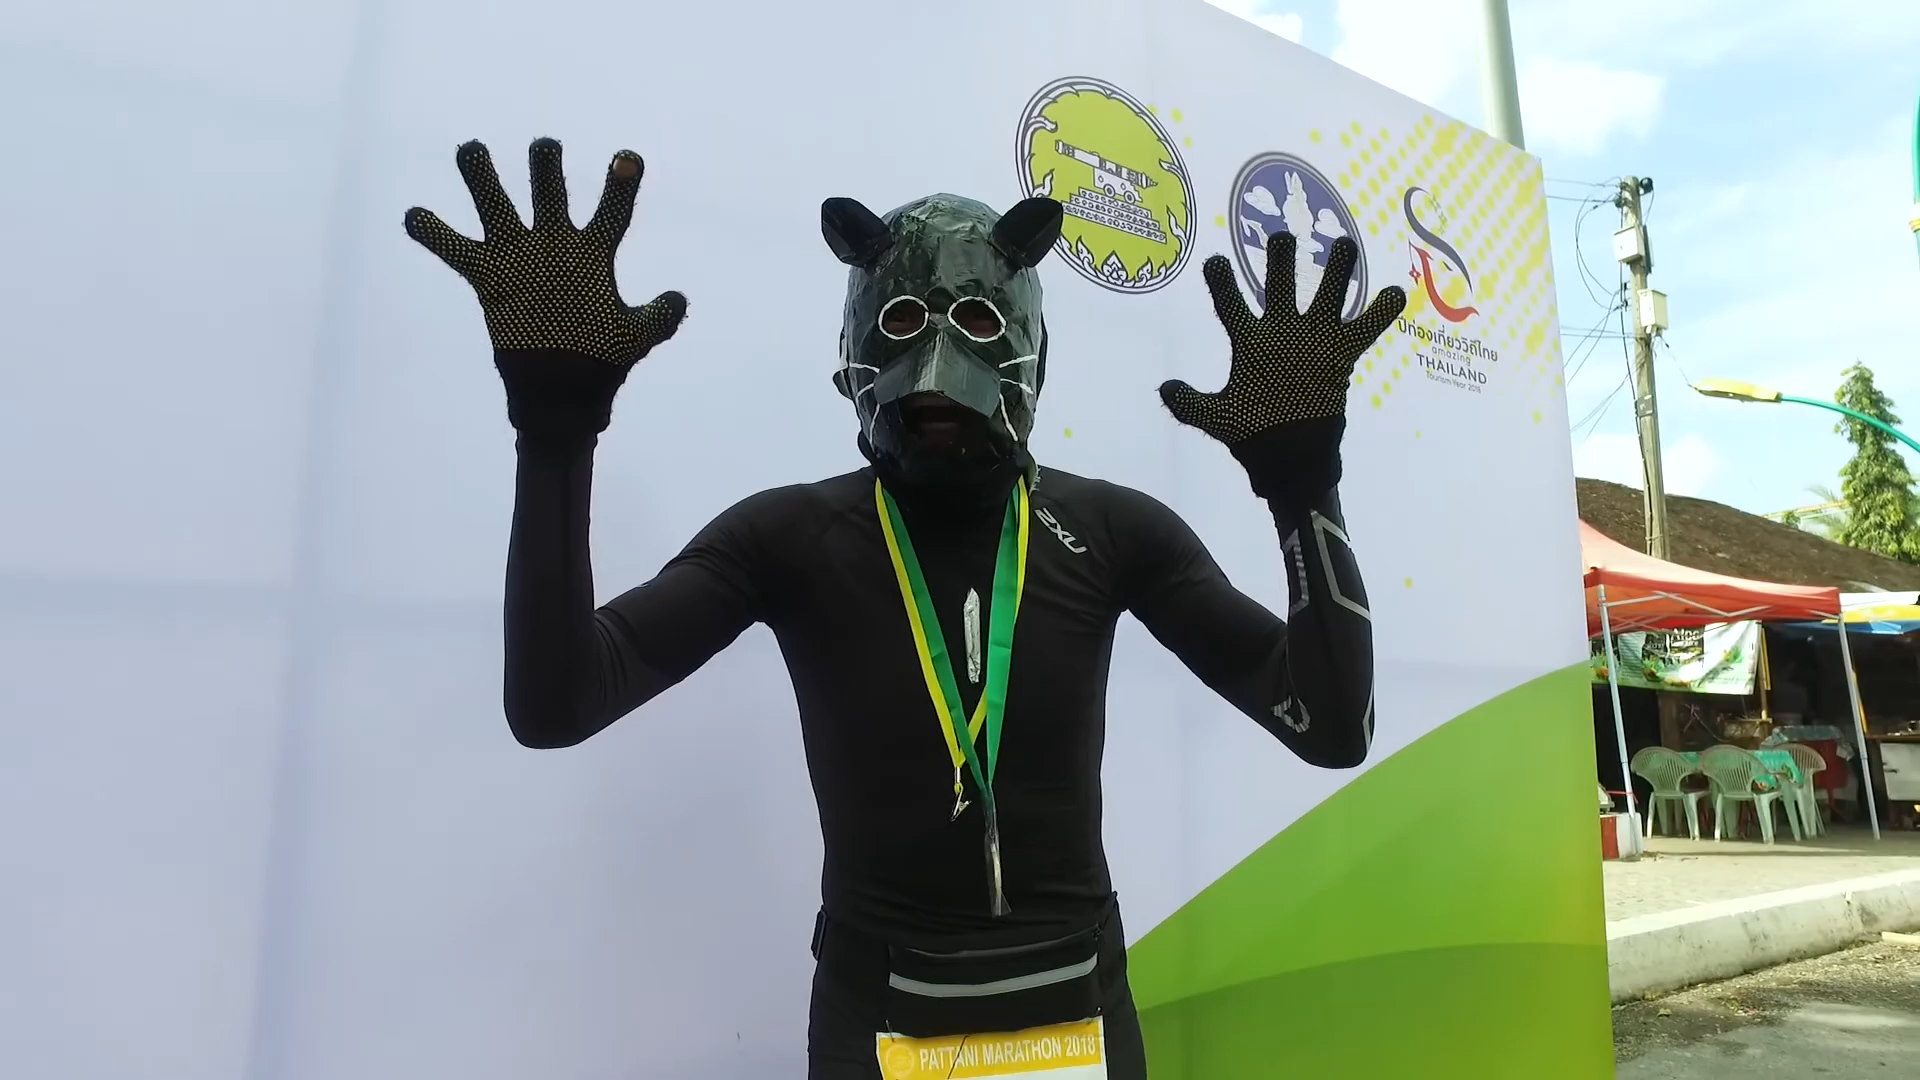 ปีท่องเที่ยววิถีไทย
amazing
THAILAND
Tourism Year 2018
2XU
Aloe
PATTANI MARATHON 2018